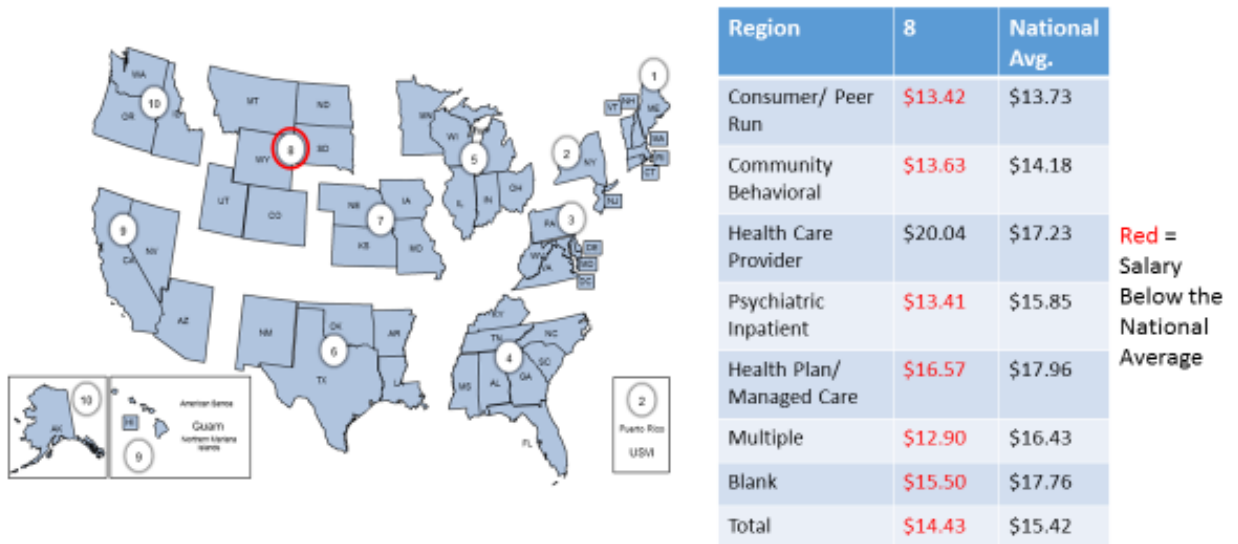 WA
OR
ID
10
MT
ND
WY
SD
8
UT
CO
MN
WI
IL
IN
OH
5
NE
IA
KS
MO
7
NY
2
NJ
1
ME
VT
NH
MA
RI
CT
PA
3
WV
VA
DE
MD
DC
9
CA
NV
AZ
NM
OK
TX
AR
LA
6
KY
TN
NC
SC
MS
AL
GA
FL
4
AK
10
HI
American Samoa
Guam
Northern Mariana
Islands
9
2
Puerto Rico
USVI
Region 8 National
Avg.
Consumer/ Peer
Run $13.42 $13.73
Community
Behavioral $13.63 $14.18
Health Care
Provider $20.04 $17.23
Psychiatric
Inpatient $13.41 $15.85
Health Plan/
Managed Care $16.57 $17.96
Multiple $12.90 $16.43
Blank $15.50 $17.76
Total $14.43 $15.42
Red =
Salary
Below the
National
Average